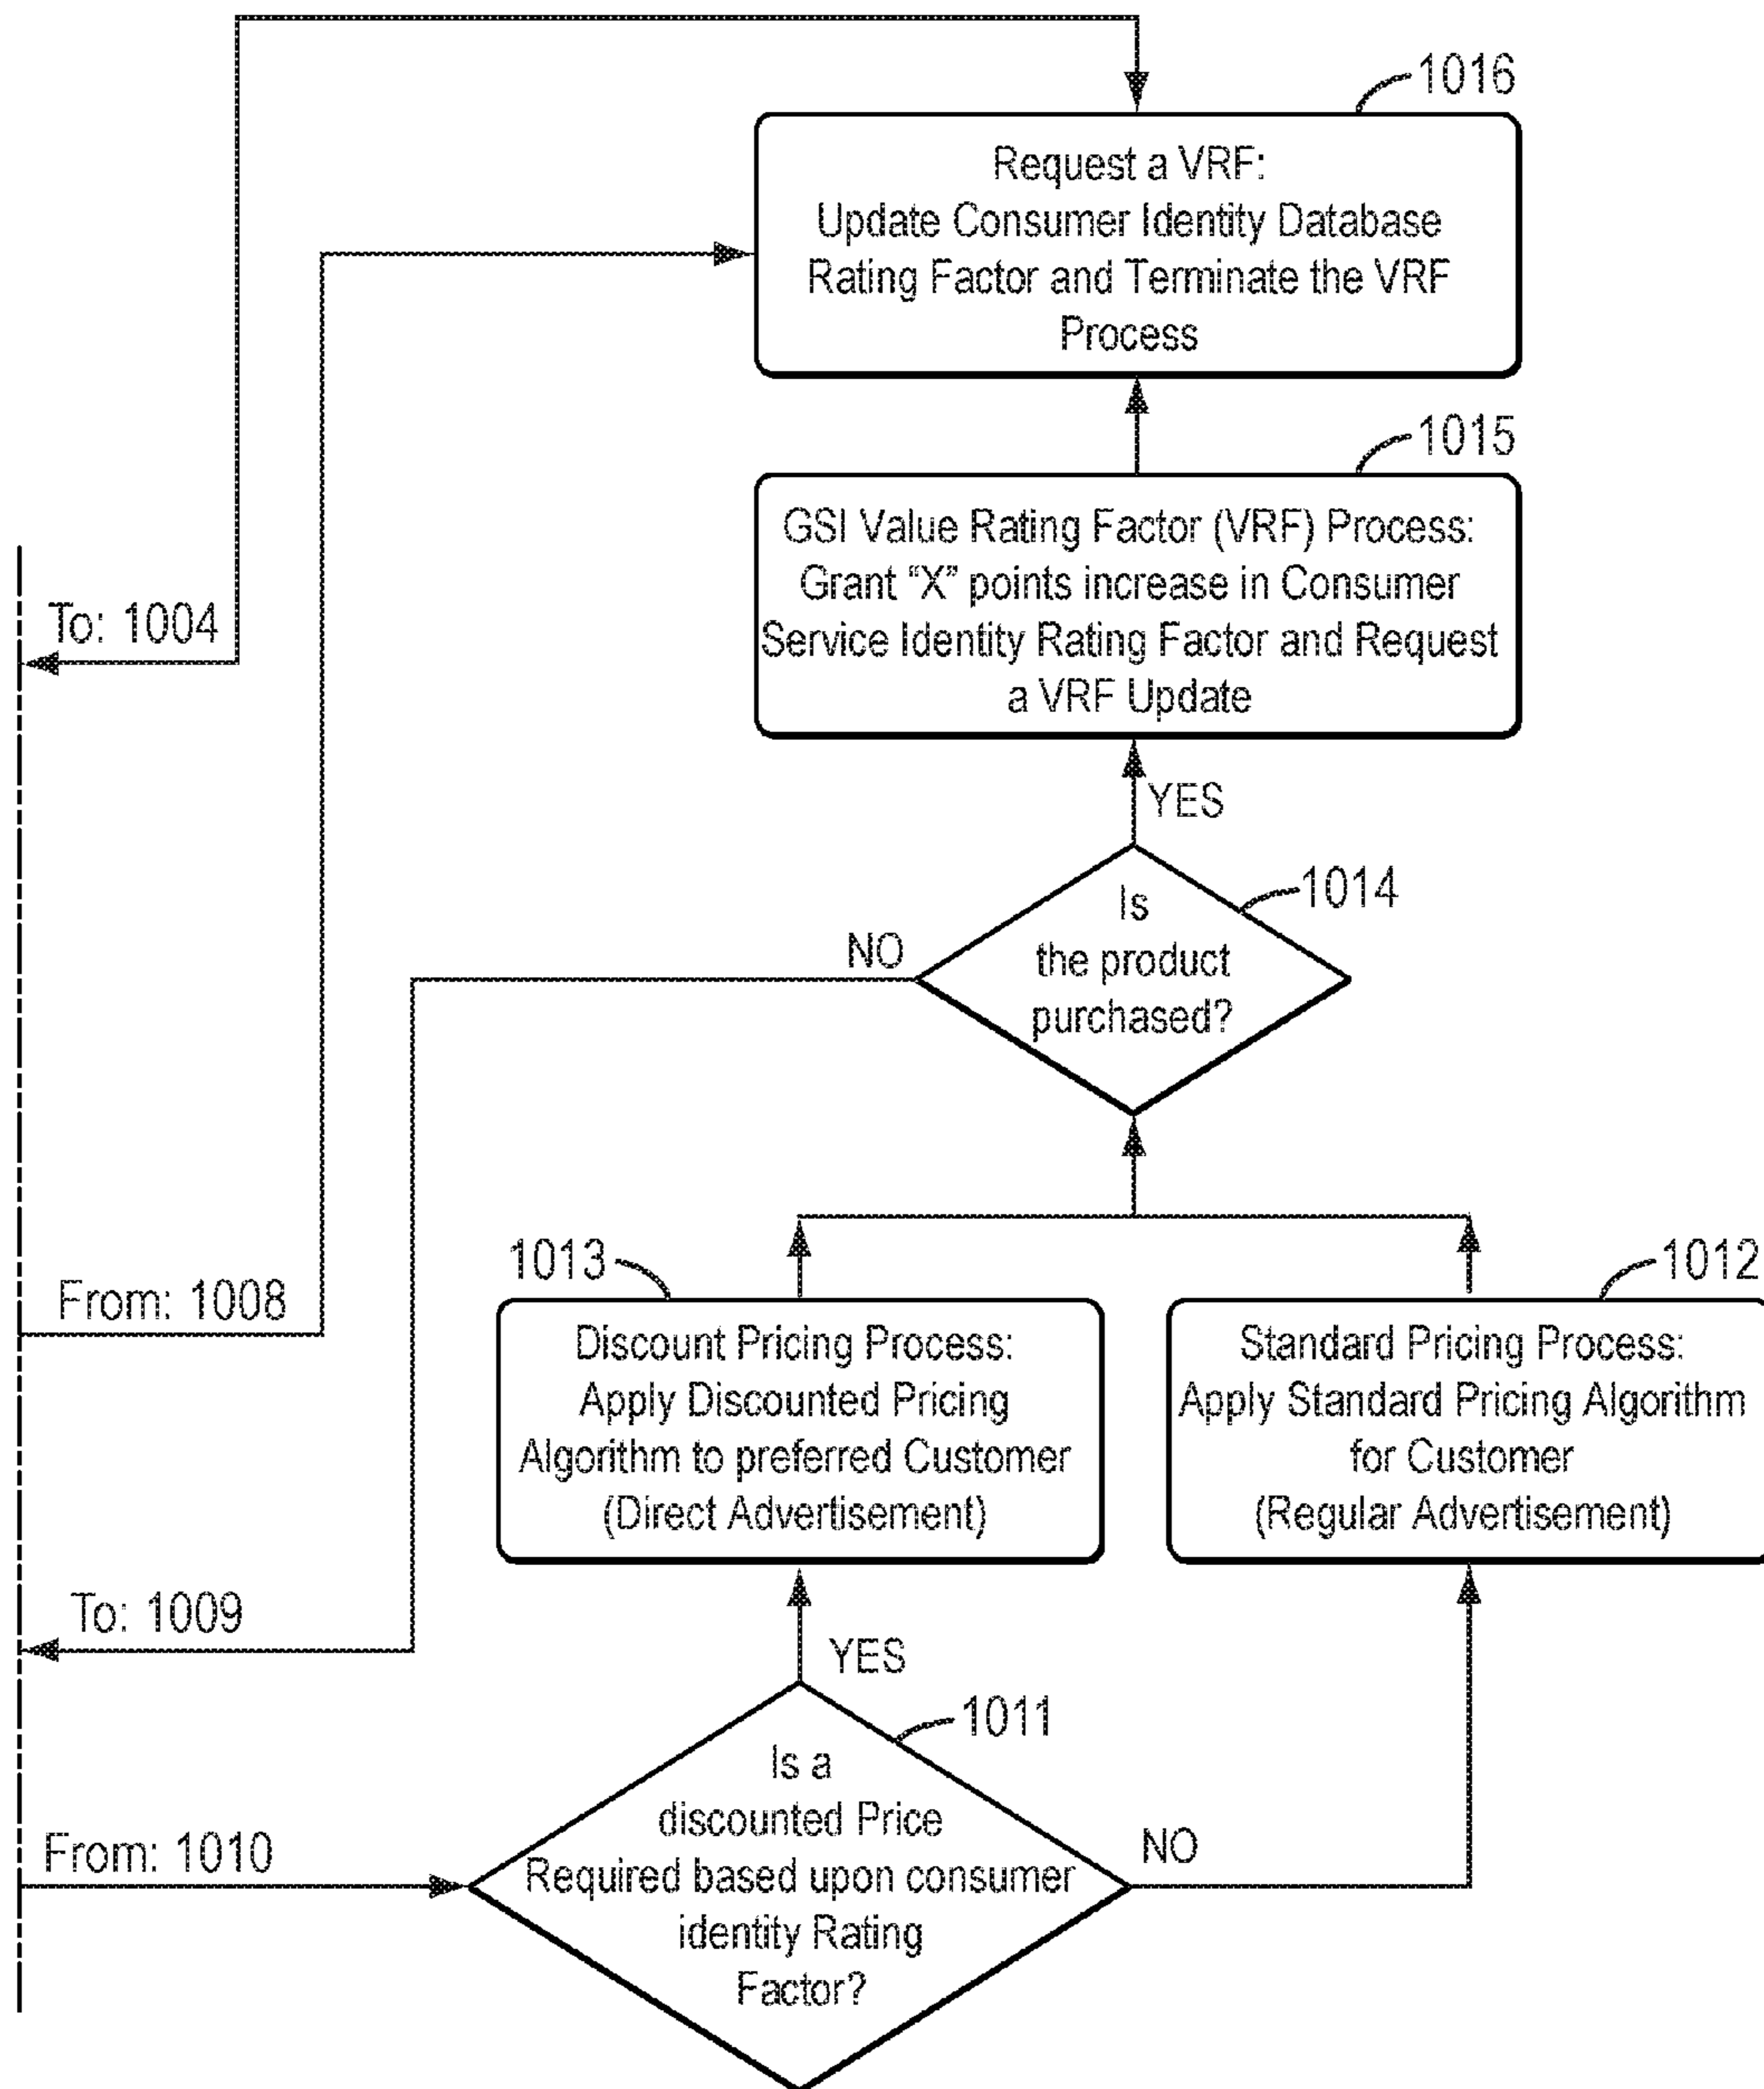 1016
Request a VRF:
Update Consumer Identity Database
Rating Factor and Terminate the VRF
Process
1015
GSI Value Rating Factor (VRF) Process:
Grant “X” points increase in Consumer
Service Identity Rating Factor and Request
a VRF Update
To: 1004
YES
1014
Is
the product
purchased?
NO
1013
1012
From: 1008
Discount Pricing Process:
Apply Discounted Pricing
Algorithm to preferred Customer
(Direct Advertisement)
Standard Pricing Process:
Apply Standard Pricing Algorithm
for Customer
(Regular Advertisement)
To: 1009
YES
1011
Is a
discounted Price
Required based upon consumer
identity Rating
Factor?
NO
From: 1010